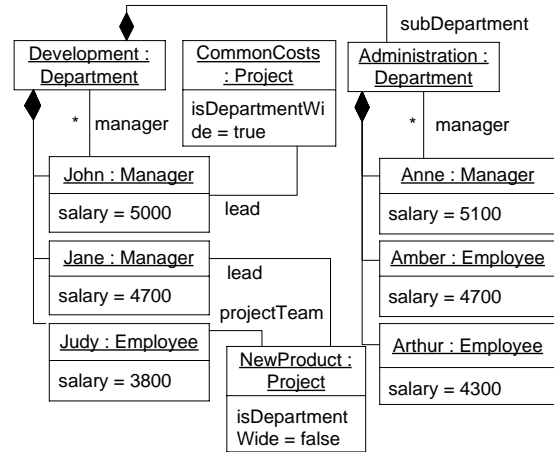 subDepartment
Development :
Department
CommonCosts
: Project
isDepartmentWi
de = true
Administration :
Department
* manager
* manager
John : Manager
salary = 5000
lead
Anne : Manager
salary = 5100
Jane : Manager
salary = 4700
lead
projectTeam
Amber : Employee
salary = 4700
Judy : Employee
salary = 3800
NewProduct :
Project
isDepartment
Wide = false
Arthur : Employee
salary = 4300